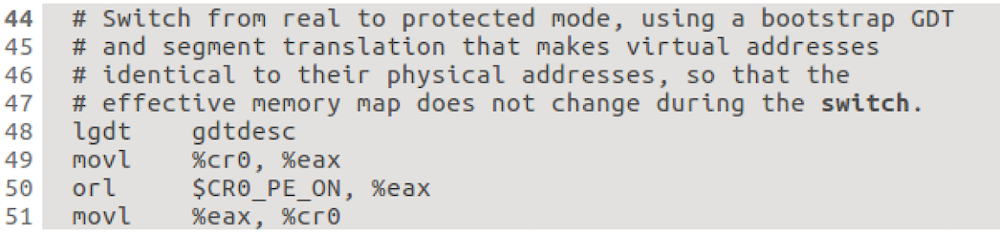 44 # Switch from real to protected mode, using a bootstrap GDT
45 # and segment translation that makes virtual addresses
46 # identical to their physical addresses, so that the
47 # effective memory map does not change during the switch.
48 lgdt    gdtdesc
49 movl    %cr0, %eax
50 orl     $CR0_PE_ON, %eax
51 movl    %eax, %cr0